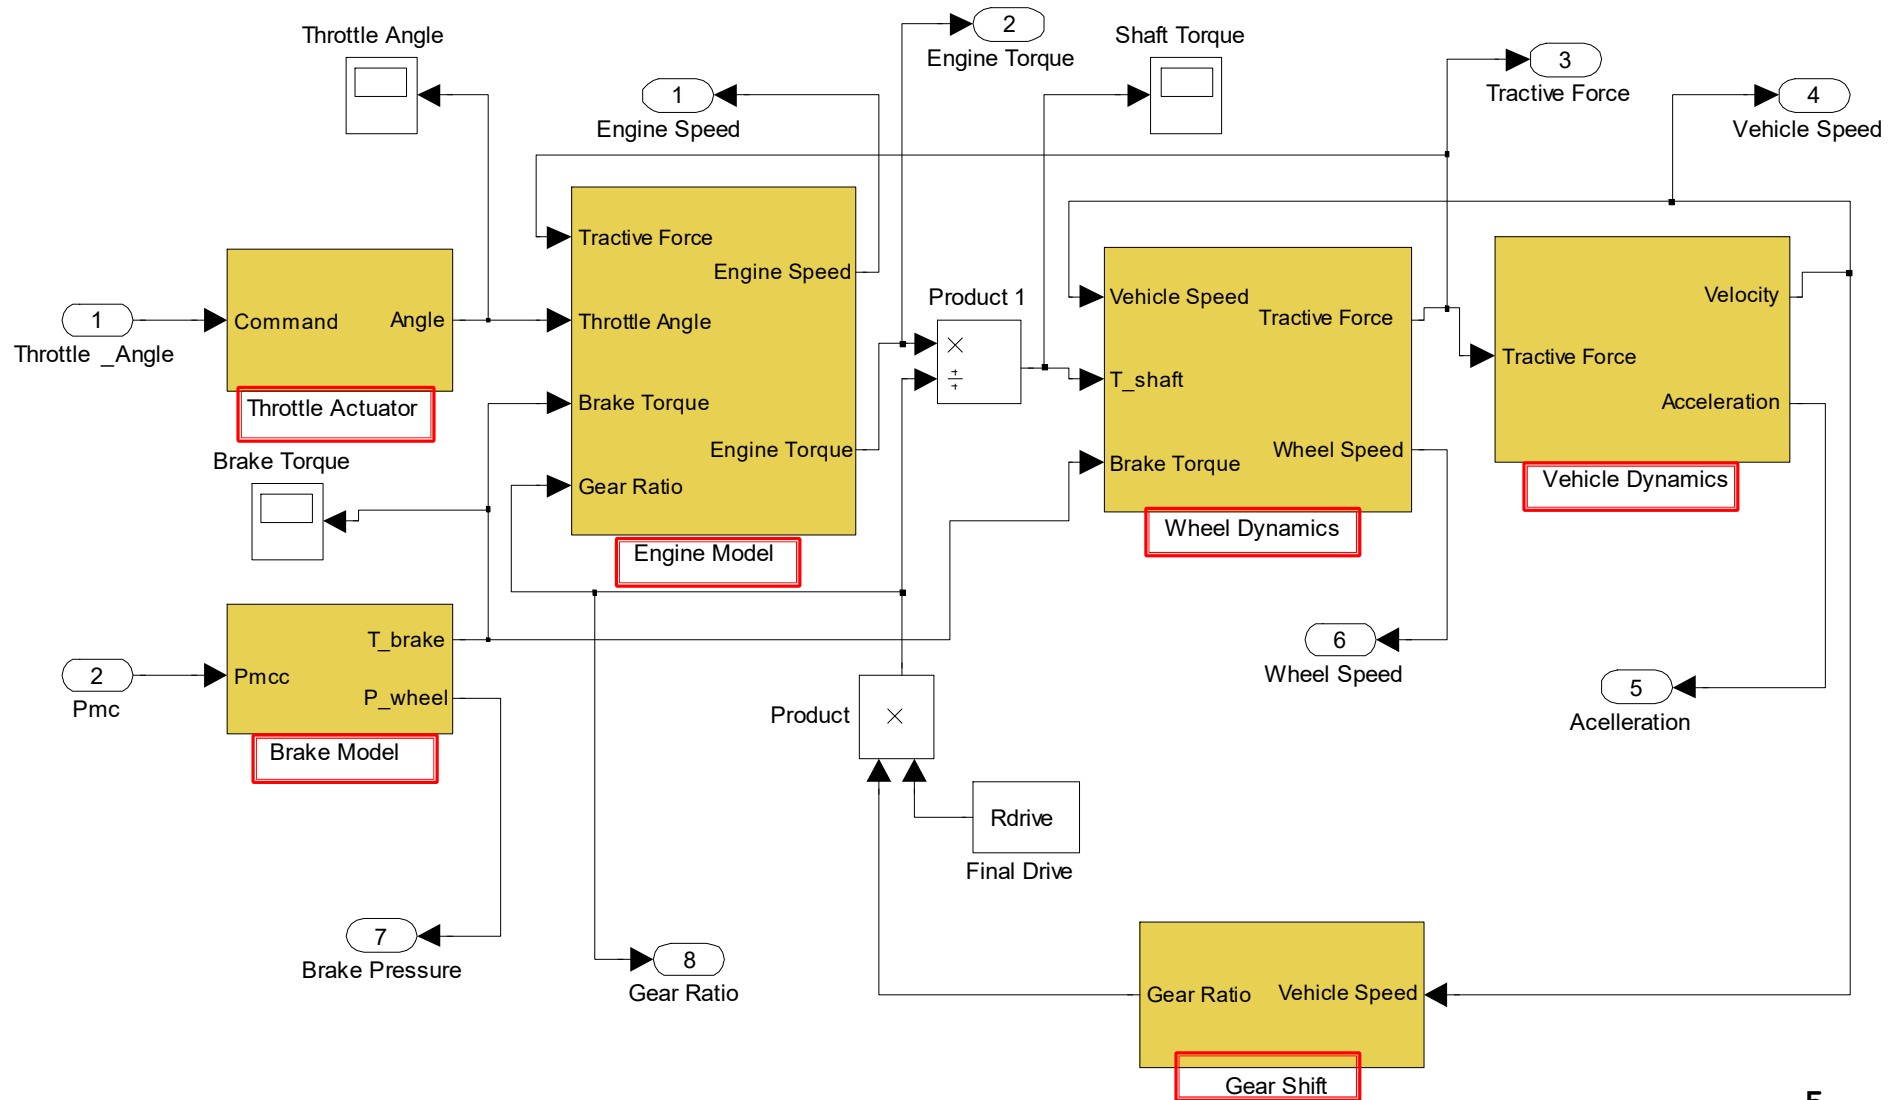 Throttle Angle
2
Engine Torque
Shaft Torque
3
Tractive Force
1
Engine Speed
4
Vehicle Speed
1
Throttle _Angle
Command
Angle
Throttle Actuator
Tractive Force
Engine Speed
Throttle Angle
Brake Torque
Engine Torque
Gear Ratio
Engine Model
Product 1
×
÷
Vehicle Speed
Tractive Force
T_shaft
Wheel Speed
Brake Torque
Wheel Dynamics
Velocity
Tractive Force
Acceleration
Vehicle Dynamics
Brake Torque
2
Pmc
Pmcc
T_brake
P_wheel
Brake Model
6
Wheel Speed
5
Acelleration
Product
×
Rdrive
Final Drive
7
Brake Pressure
8
Gear Ratio
Gear Ratio
Vehicle Speed
Gear Shift